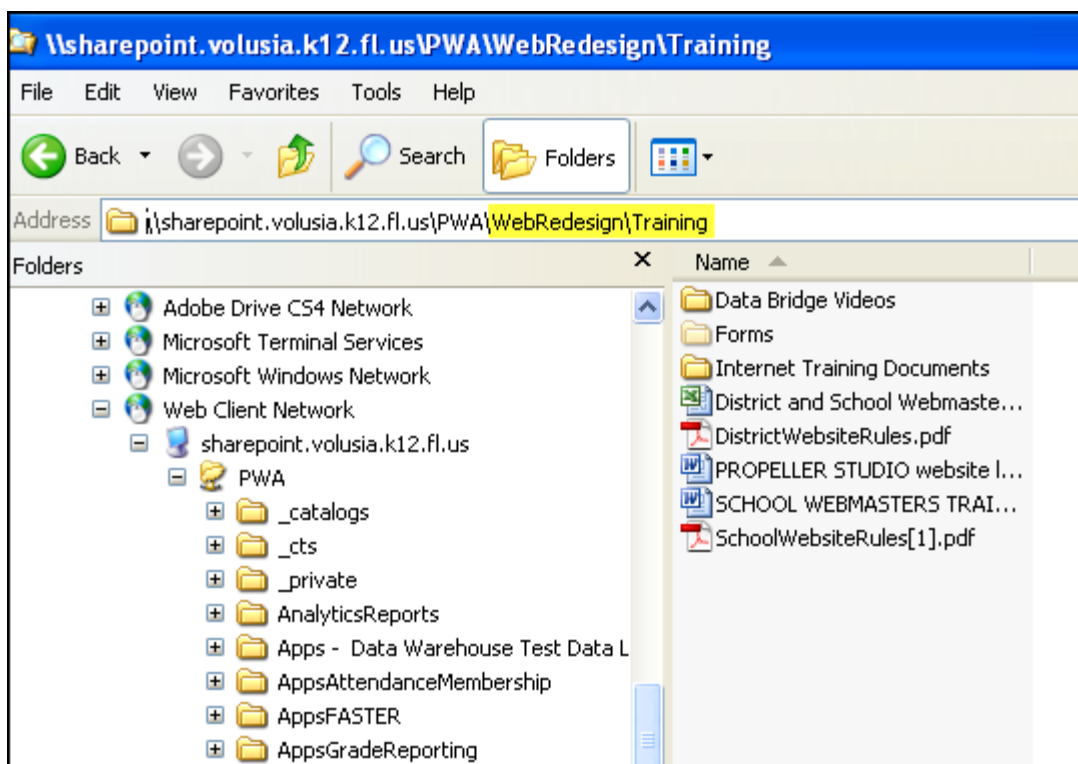 \\sharepoint.volusia.k12.fl.us\PWA\WebRedesign\Training
File Edit View Favorites Tools Help
Back Search Folders
Address \\sharepoint.volusia.k12.fl.us\PWA\WebRedesign\Training
Folders
Adobe Drive CS4 Network
Microsoft Terminal Services
Microsoft Windows Network
Web Client Network
sharepoint.volusia.k12.fl.us
PWA
_catalogs
_cts
_private
AnalyticsReports
Apps - Data Warehouse Test Data L
AppsAttendanceMembership
AppsFASTER
AppsGradeReporting
Name
Data Bridge Videos
Forms
Internet Training Documents
District and School Webmaste...
DistrictWebsiteRules.pdf
PROPELLER STUDIO website l...
SCHOOL WEBMASTERS TRAI...
SchoolWebsiteRules[1].pdf